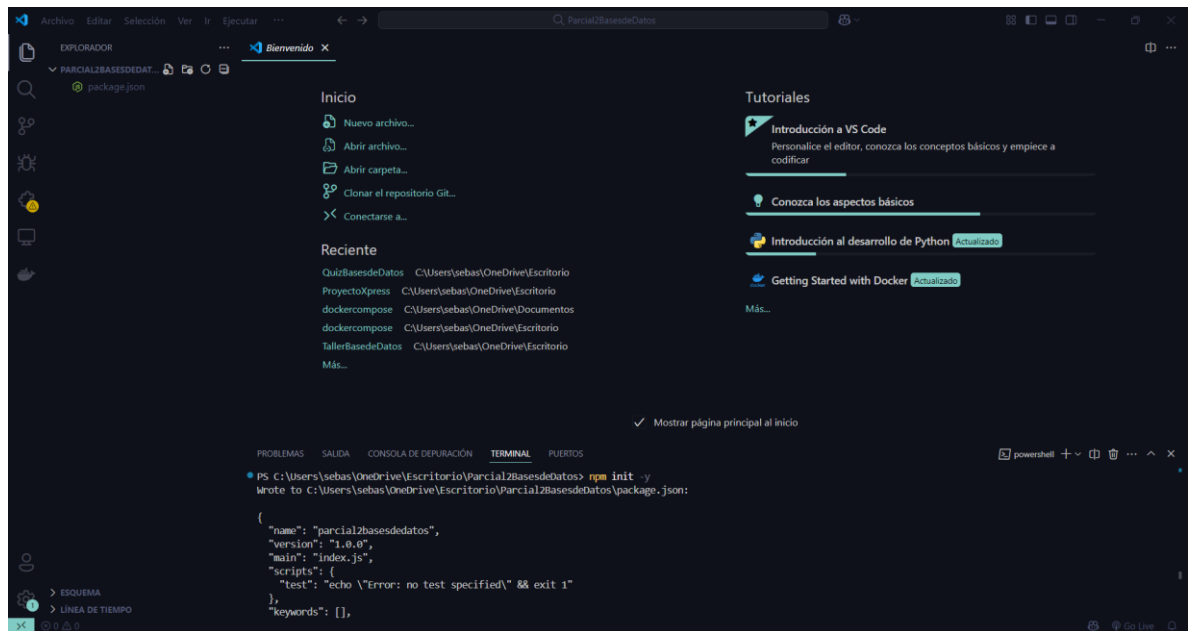 Archivo Editar Selección Ver Ir Ejecutar ···
Parcial2BasesdeDatos
EXPLORADOR ···
Bienvenido
PARCIAL2BASESDEDAT...
package.json
Inicio
Nuevo archivo...
Abrir archivo...
Abrir carpeta...
Clonar el repositorio Git...
Conectarse a...
Reciente
QuizBasesdeDatos C:\Users\sebas\OneDrive\Escritorio
ProyectoXpress C:\Users\sebas\OneDrive\Escritorio
dockercompose C:\Users\sebas\OneDrive\Documentos
dockercompose C:\Users\sebas\OneDrive\Escritorio
TallerBasedeDatos C:\Users\sebas\OneDrive\Escritorio
Más...
Tutoriales
Introducción a VS Code
Personalice el editor, conozca los conceptos básicos y empiece a
codificar
Conozca los aspectos básicos
Introducción al desarrollo de Python Actualizado
Getting Started with Docker Actualizado
Más...
Mostrar página principal al inicio
PROBLEMAS SALIDA CONSOLA DE DEPURACIÓN TERMINAL PUERTOS
powershell
PS C:\Users\sebas\OneDrive\Escritorio\Parcial2BasesdeDatos> npm init -y
Wrote to C:\Users\sebas\OneDrive\Escritorio\Parcial2BasesdeDatos\package.json:
{
"name": "parcial2basesdedatos",
"version": "1.0.0",
"main": "index.js",
"scripts": {
"test": "echo \"Error: no test specified\" && exit 1"
},
"keywords": [],
ESQUEMA
LÍNEA DE TIEMPO
1
0 0
Go Live